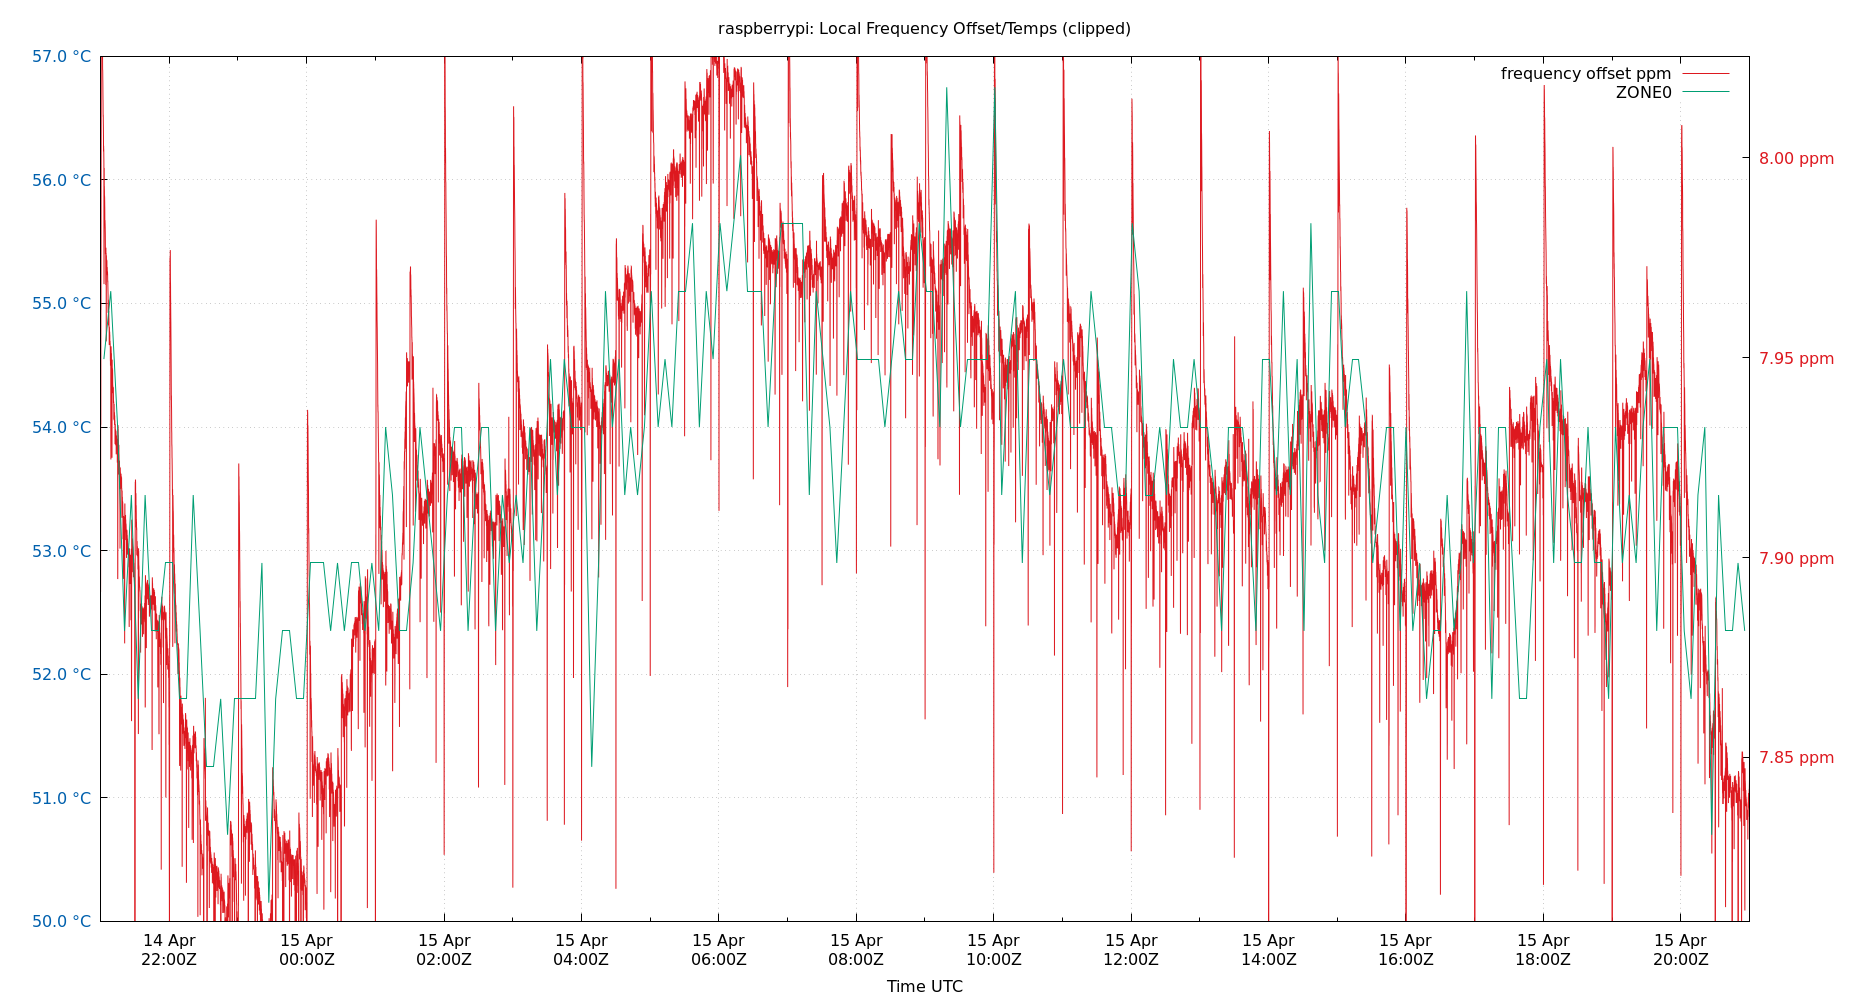 raspberrypi: Local Frequency Offset/Temps (clipped)
57.0 °C
56.0 °C
55.0 °C
54.0 °C
53.0 °C
52.0 °C
51.0 °C
50.0 °C
frequency offset ppm
ZONE0
8.00 ppm
7.95 ppm
7.90 ppm
7.85 ppm
14 Apr 15 Apr 15 Apr 15 Apr 15 Apr 15 Apr 15 Apr 15 Apr 15 Apr 15 Apr 15 Apr 15 Apr
22:00Z 00:00Z 02:00Z 04:00Z 06:00Z 08:00Z 10:00Z 12:00Z 14:00Z 16:00Z 18:00Z 20:00Z
Time UTC